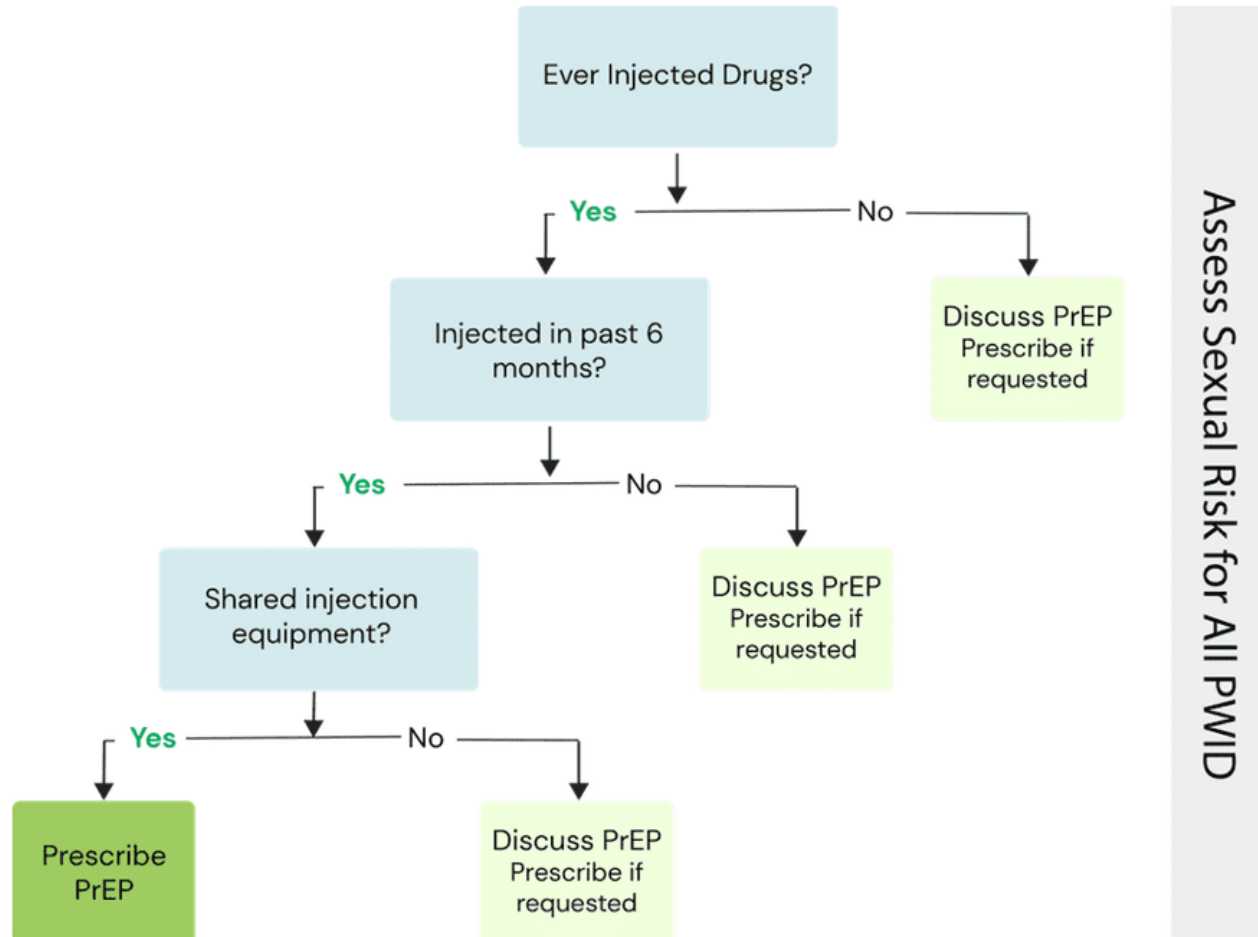 Ever Injected Drugs?
Yes
No
Injected in past 6
months?
Discuss PrEP
Prescribe if
requested
Yes
No
Shared injection
equipment?
Discuss PrEP
Prescribe if
requested
Yes
No
Prescribe
PrEP
Discuss PrEP
Prescribe if
requested
Assess Sexual Risk for All PWID